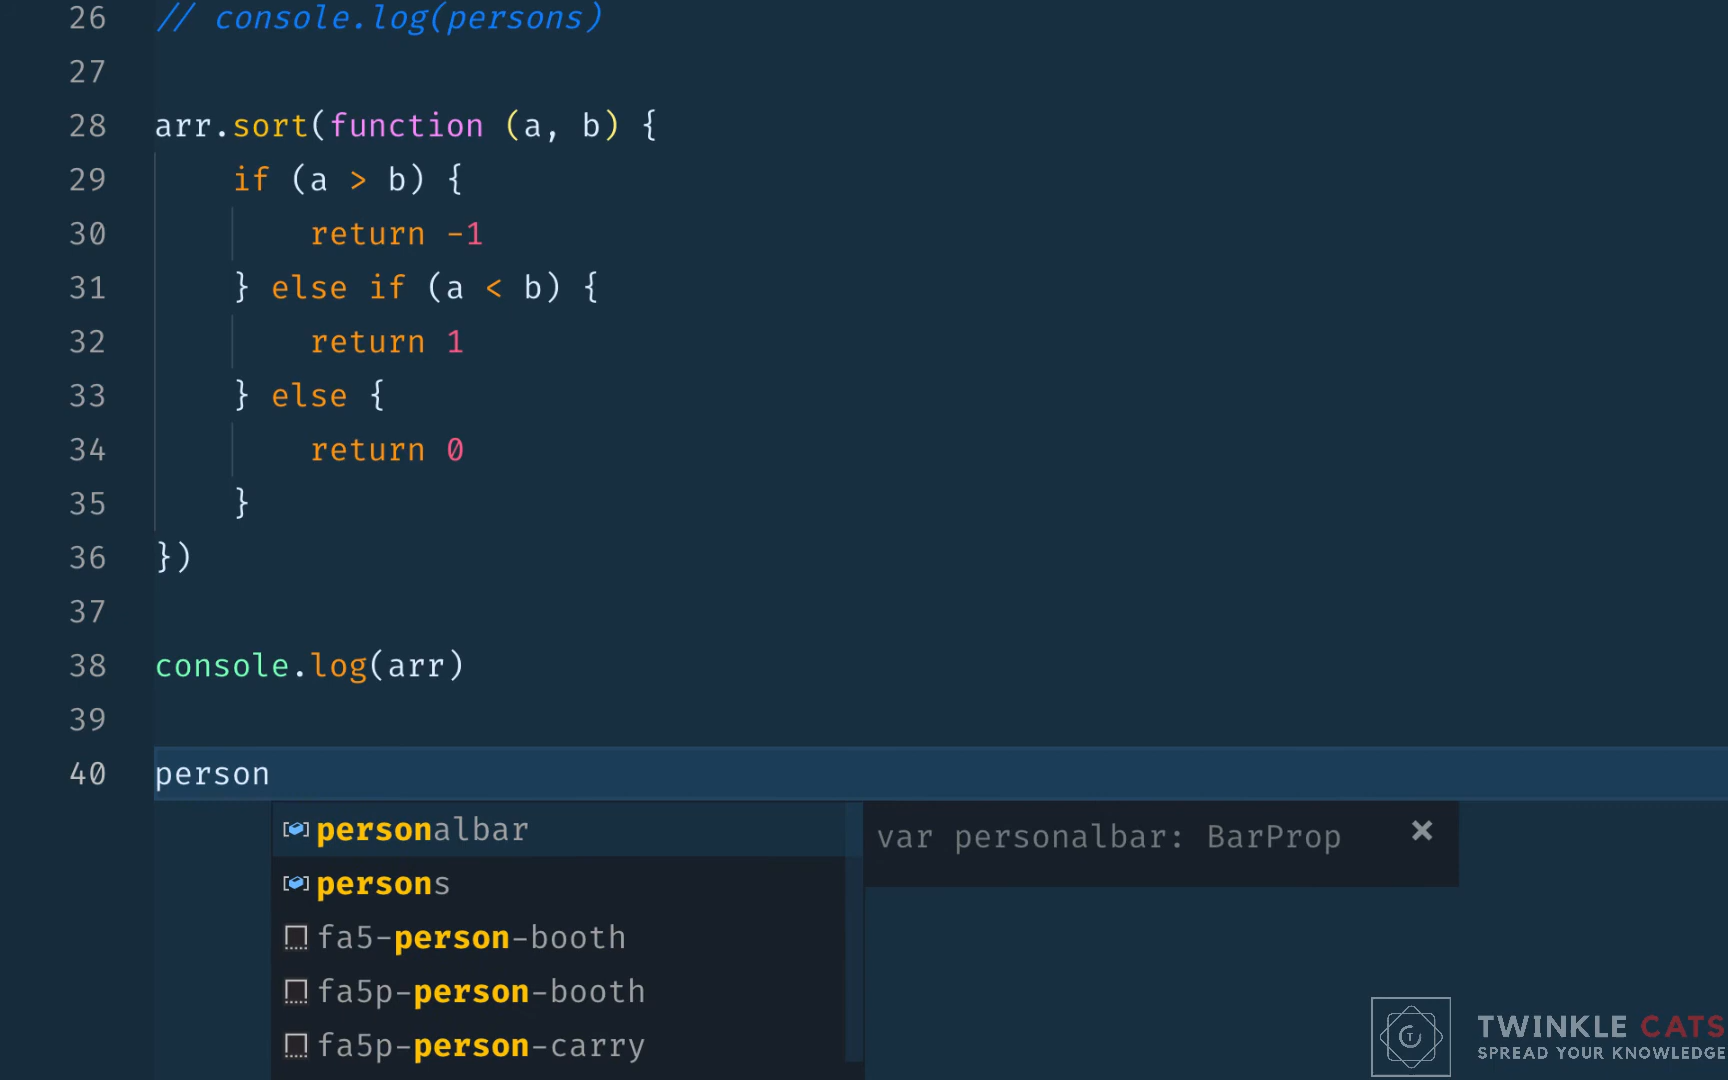 26 // console.log(persons)
27
28 arr.sort(function (a, b) {
29 if (a > b) {
30 return -1
31 } else if (a < b) {
32 return 1
33 } else {
34 return 0
35 }
36 })
37
38 console.log(arr)
39
40 person
personalbar
var personalbar: BarProp ×
persons
fa5-person-booth
fa5p-person-booth
fa5p-person-carry
T
TWINKLE CATS
SPREAD YOUR KNOWLEDGE